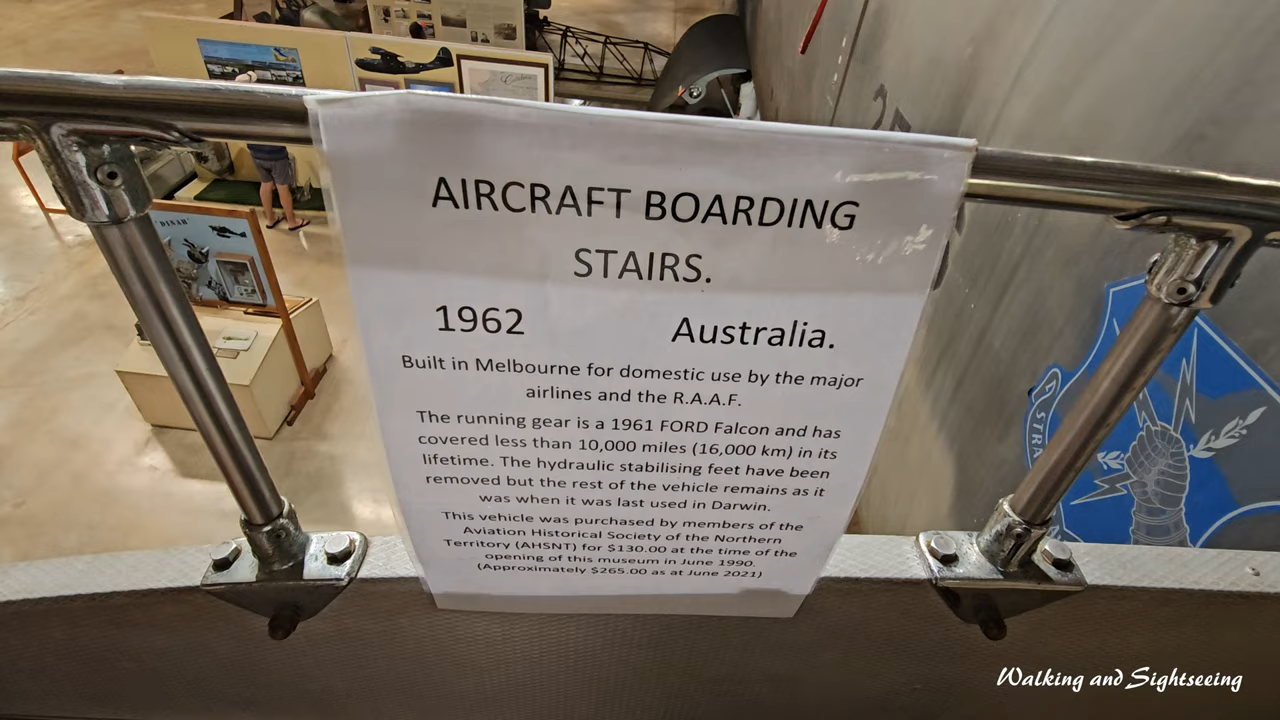 AIRCRAFT BOARDING
STAIRS.
1962 Australia.
Built in Melbourne for domestic use by the major
airlines and the R.A.A.F.
The running gear is a 1961 FORD Falcon and has
covered less than 10,000 miles (16,000 km) in its
lifetime. The hydraulic stabilising feet have been
removed but the rest of the vehicle remains as it
was when it was last used in Darwin.
This vehicle was purchased by members of the
Aviation Historical Society of the Northern
Territory (AHSNT) for $130.00 at the time of the
opening of this museum in June 1990.
(Approximately $265.00 as at June 2021)
'DINAH'
STRA
Walking and Sightseeing